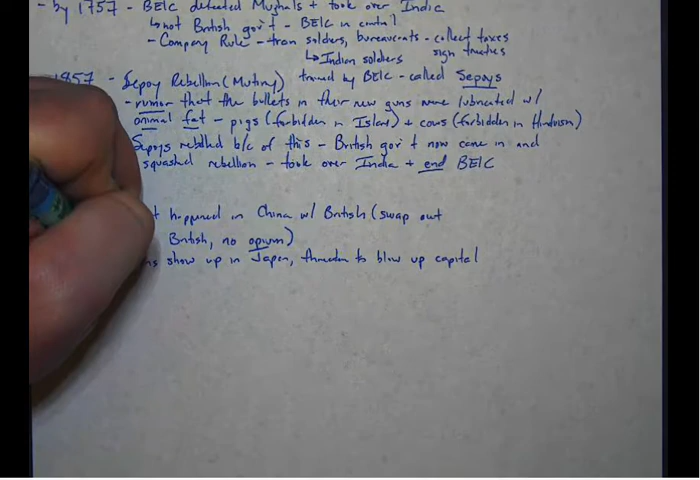 - by 1757 - BEIC defeated Mughals + took over India
↳ not British gov't - BEIC in control
- Company Rule - train soldiers, bureaucrats - collect taxes
↳ Indian soldiers sign treaties
1857 - Sepoy Rebellion (Mutiny) trained by BEIC - called Sepoys
- rumor that the bullets in their new guns were lubricated w/
animal fat - pigs (forbidden in Islam) + cows (forbidden in Hinduism)
Sepoys rebelled b/c of this - British gov't now came in and
squashed rebellion - took over India + end BEIC
happened in China w/ British (swap out
British, no opium)
show up in Japan, threaten to blow up capital